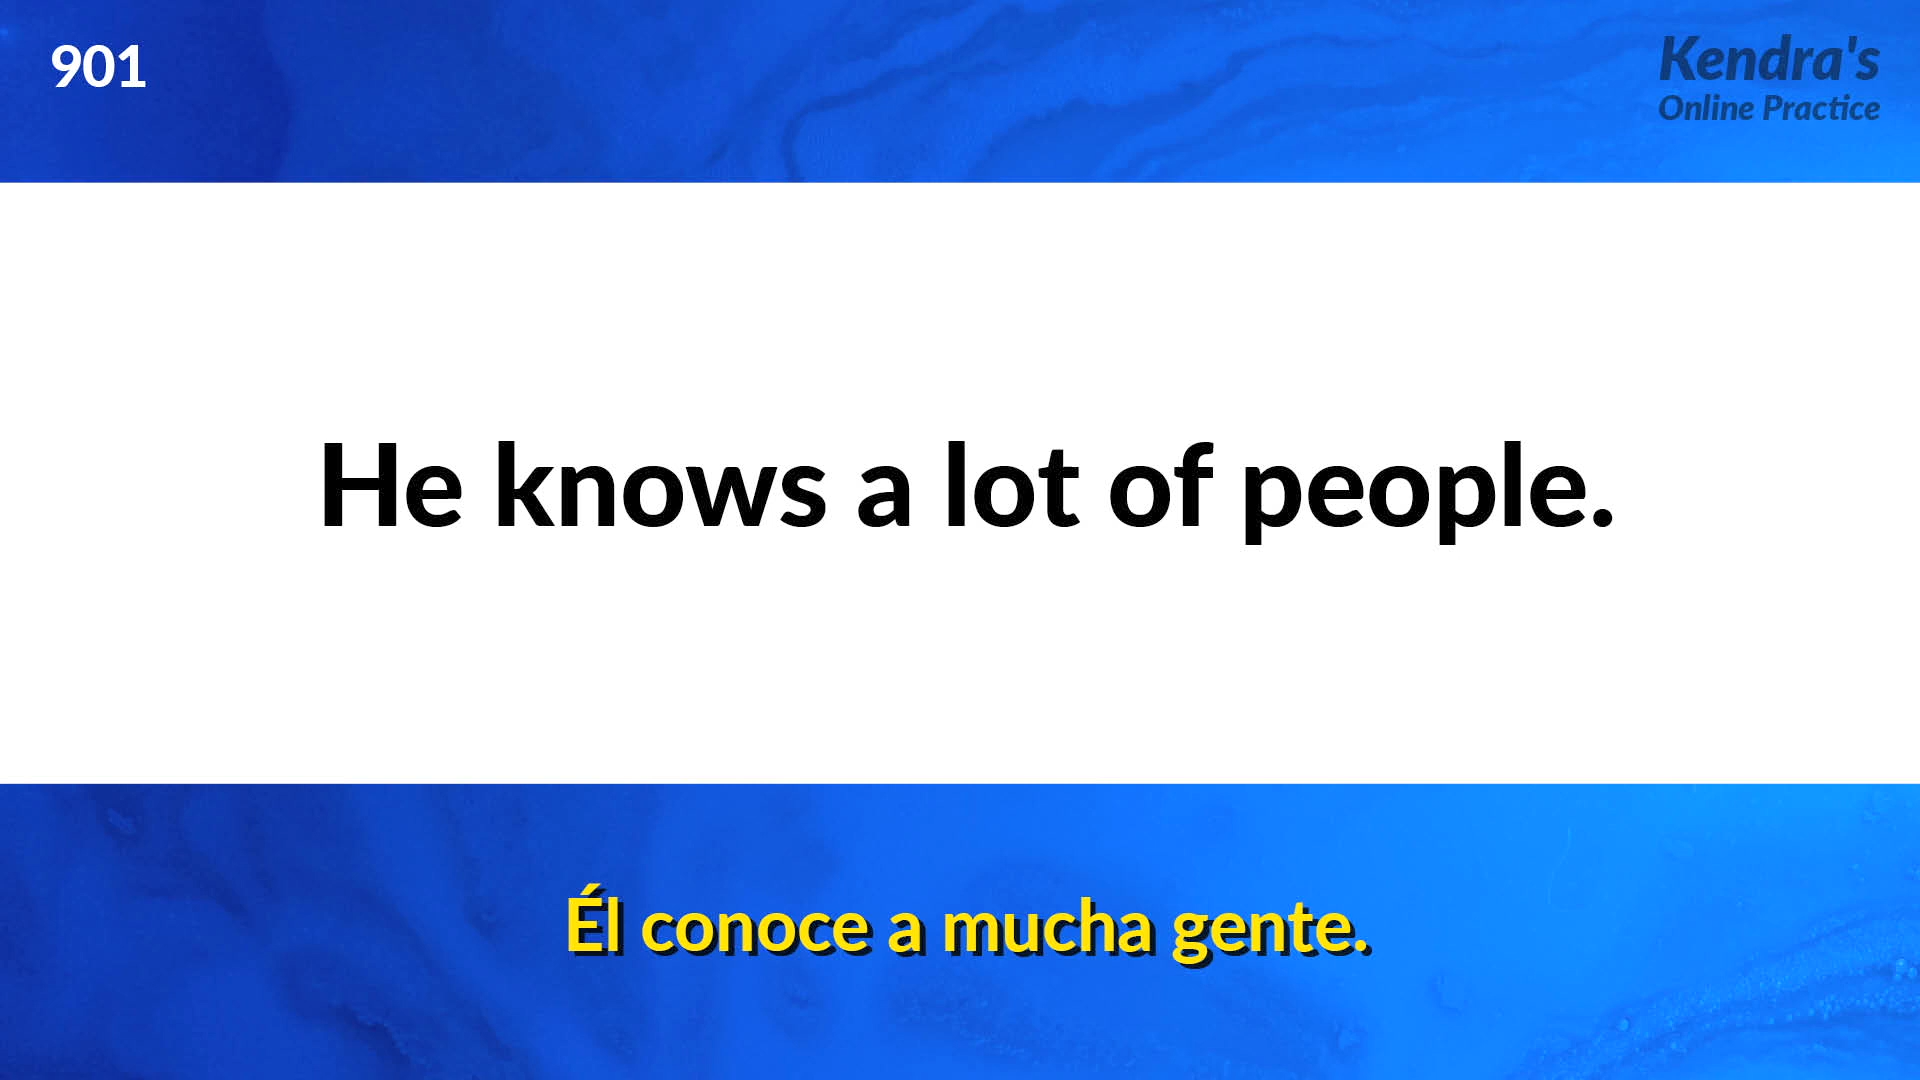 901
Kendra's
Online Practice
He knows a lot of people.
Él conoce a mucha gente.